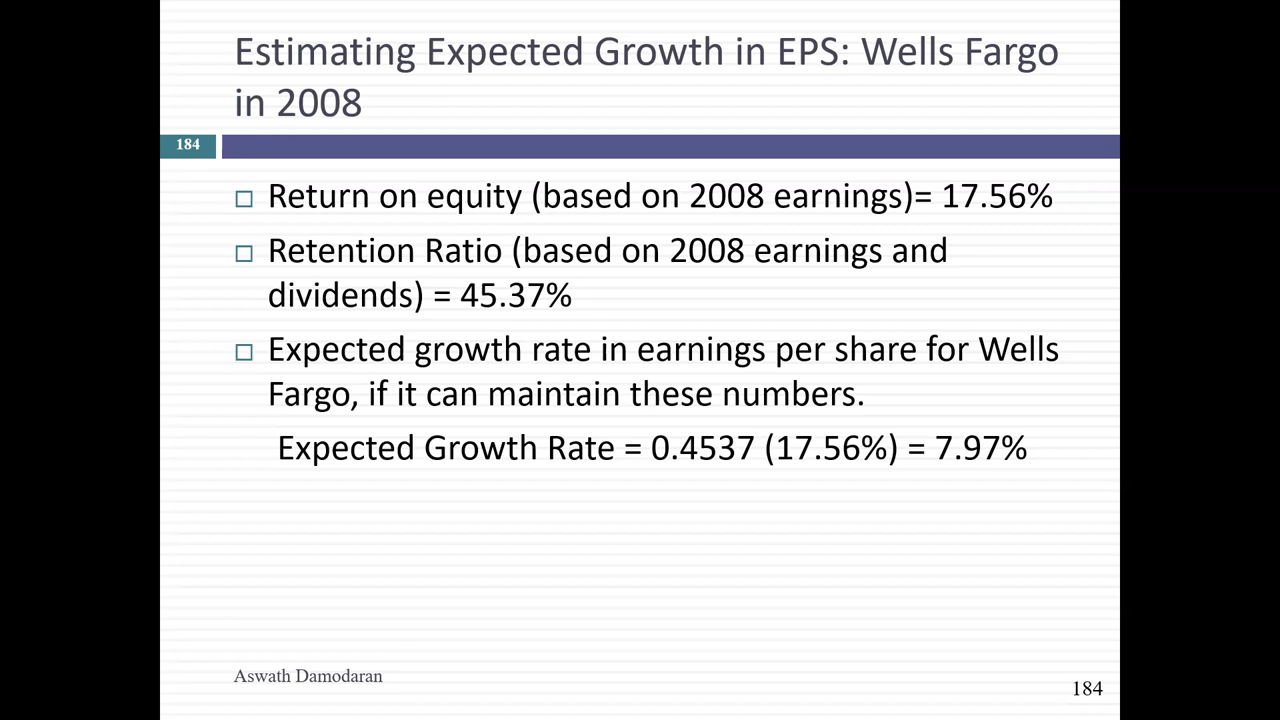 Estimating Expected Growth in EPS: Wells Fargo
in 2008
184
Return on equity (based on 2008 earnings)= 17.56%
Retention Ratio (based on 2008 earnings and
dividends) = 45.37%
Expected growth rate in earnings per share for Wells
Fargo, if it can maintain these numbers.
Expected Growth Rate = 0.4537 (17.56%) = 7.97%
Aswath Damodaran
184